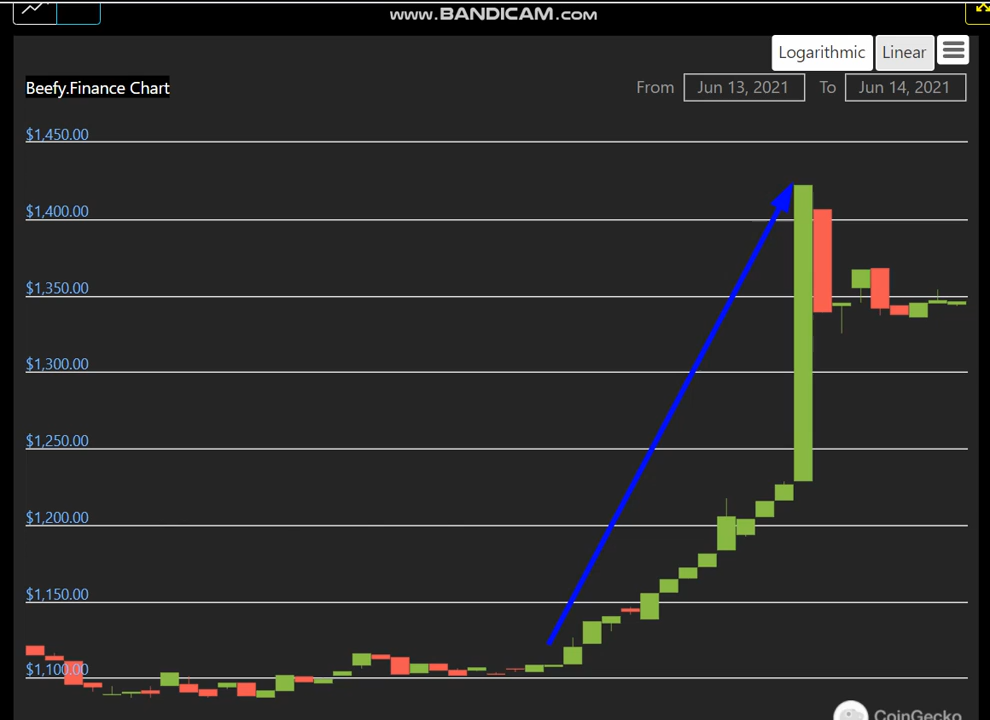 www.BANDICAM.com
Logarithmic Linear
Beefy.Finance Chart
From Jun 13, 2021 To Jun 14, 2021
$1,450.00
$1,400.00
$1,350.00
$1,300.00
$1,250.00
$1,200.00
$1,150.00
$1,100.00
CoinGecko